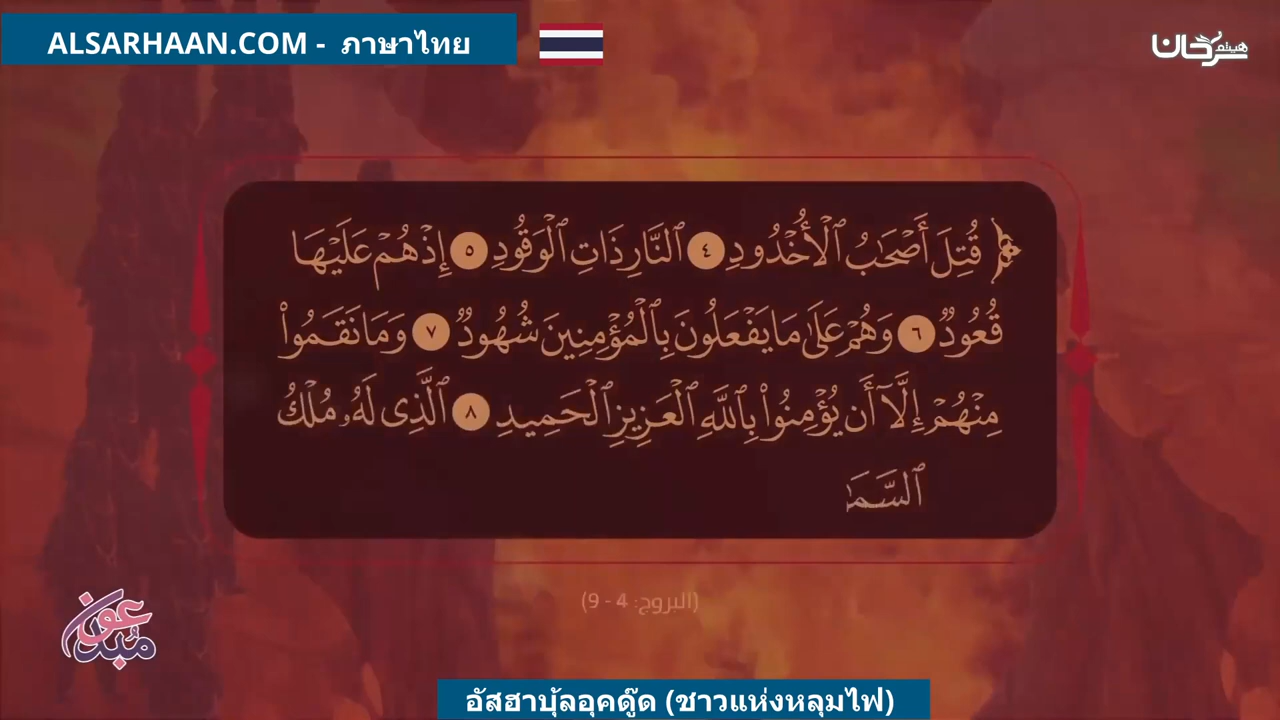 ALSARHAAN.COM - ภาษาไทย
هيثم سرحان
﴿ قُتِلَ أَصْحَـٰبُ ٱلْأُخْدُودِ ٤ ٱلنَّارِ ذَاتِ ٱلْوَقُودِ ٥ إِذْ هُمْ عَلَيْهَا
قُعُودٌ ٦ وَهُمْ عَلَىٰ مَا يَفْعَلُونَ بِٱلْمُؤْمِنِينَ شُهُودٌ ٧ وَمَا نَقَمُوا۟
مِنْهُمْ إِلَّآ أَن يُؤْمِنُوا۟ بِٱللَّهِ ٱلْعَزِيزِ ٱلْحَمِيدِ ٨ ٱلَّذِى لَهُۥ مُلْكُ
ٱلسَّمَـٰ
(البروج: 4 - 9)
อัสฮาบุ้ลอุคดู๊ด (ชาวแห่งหลุมไฟ)